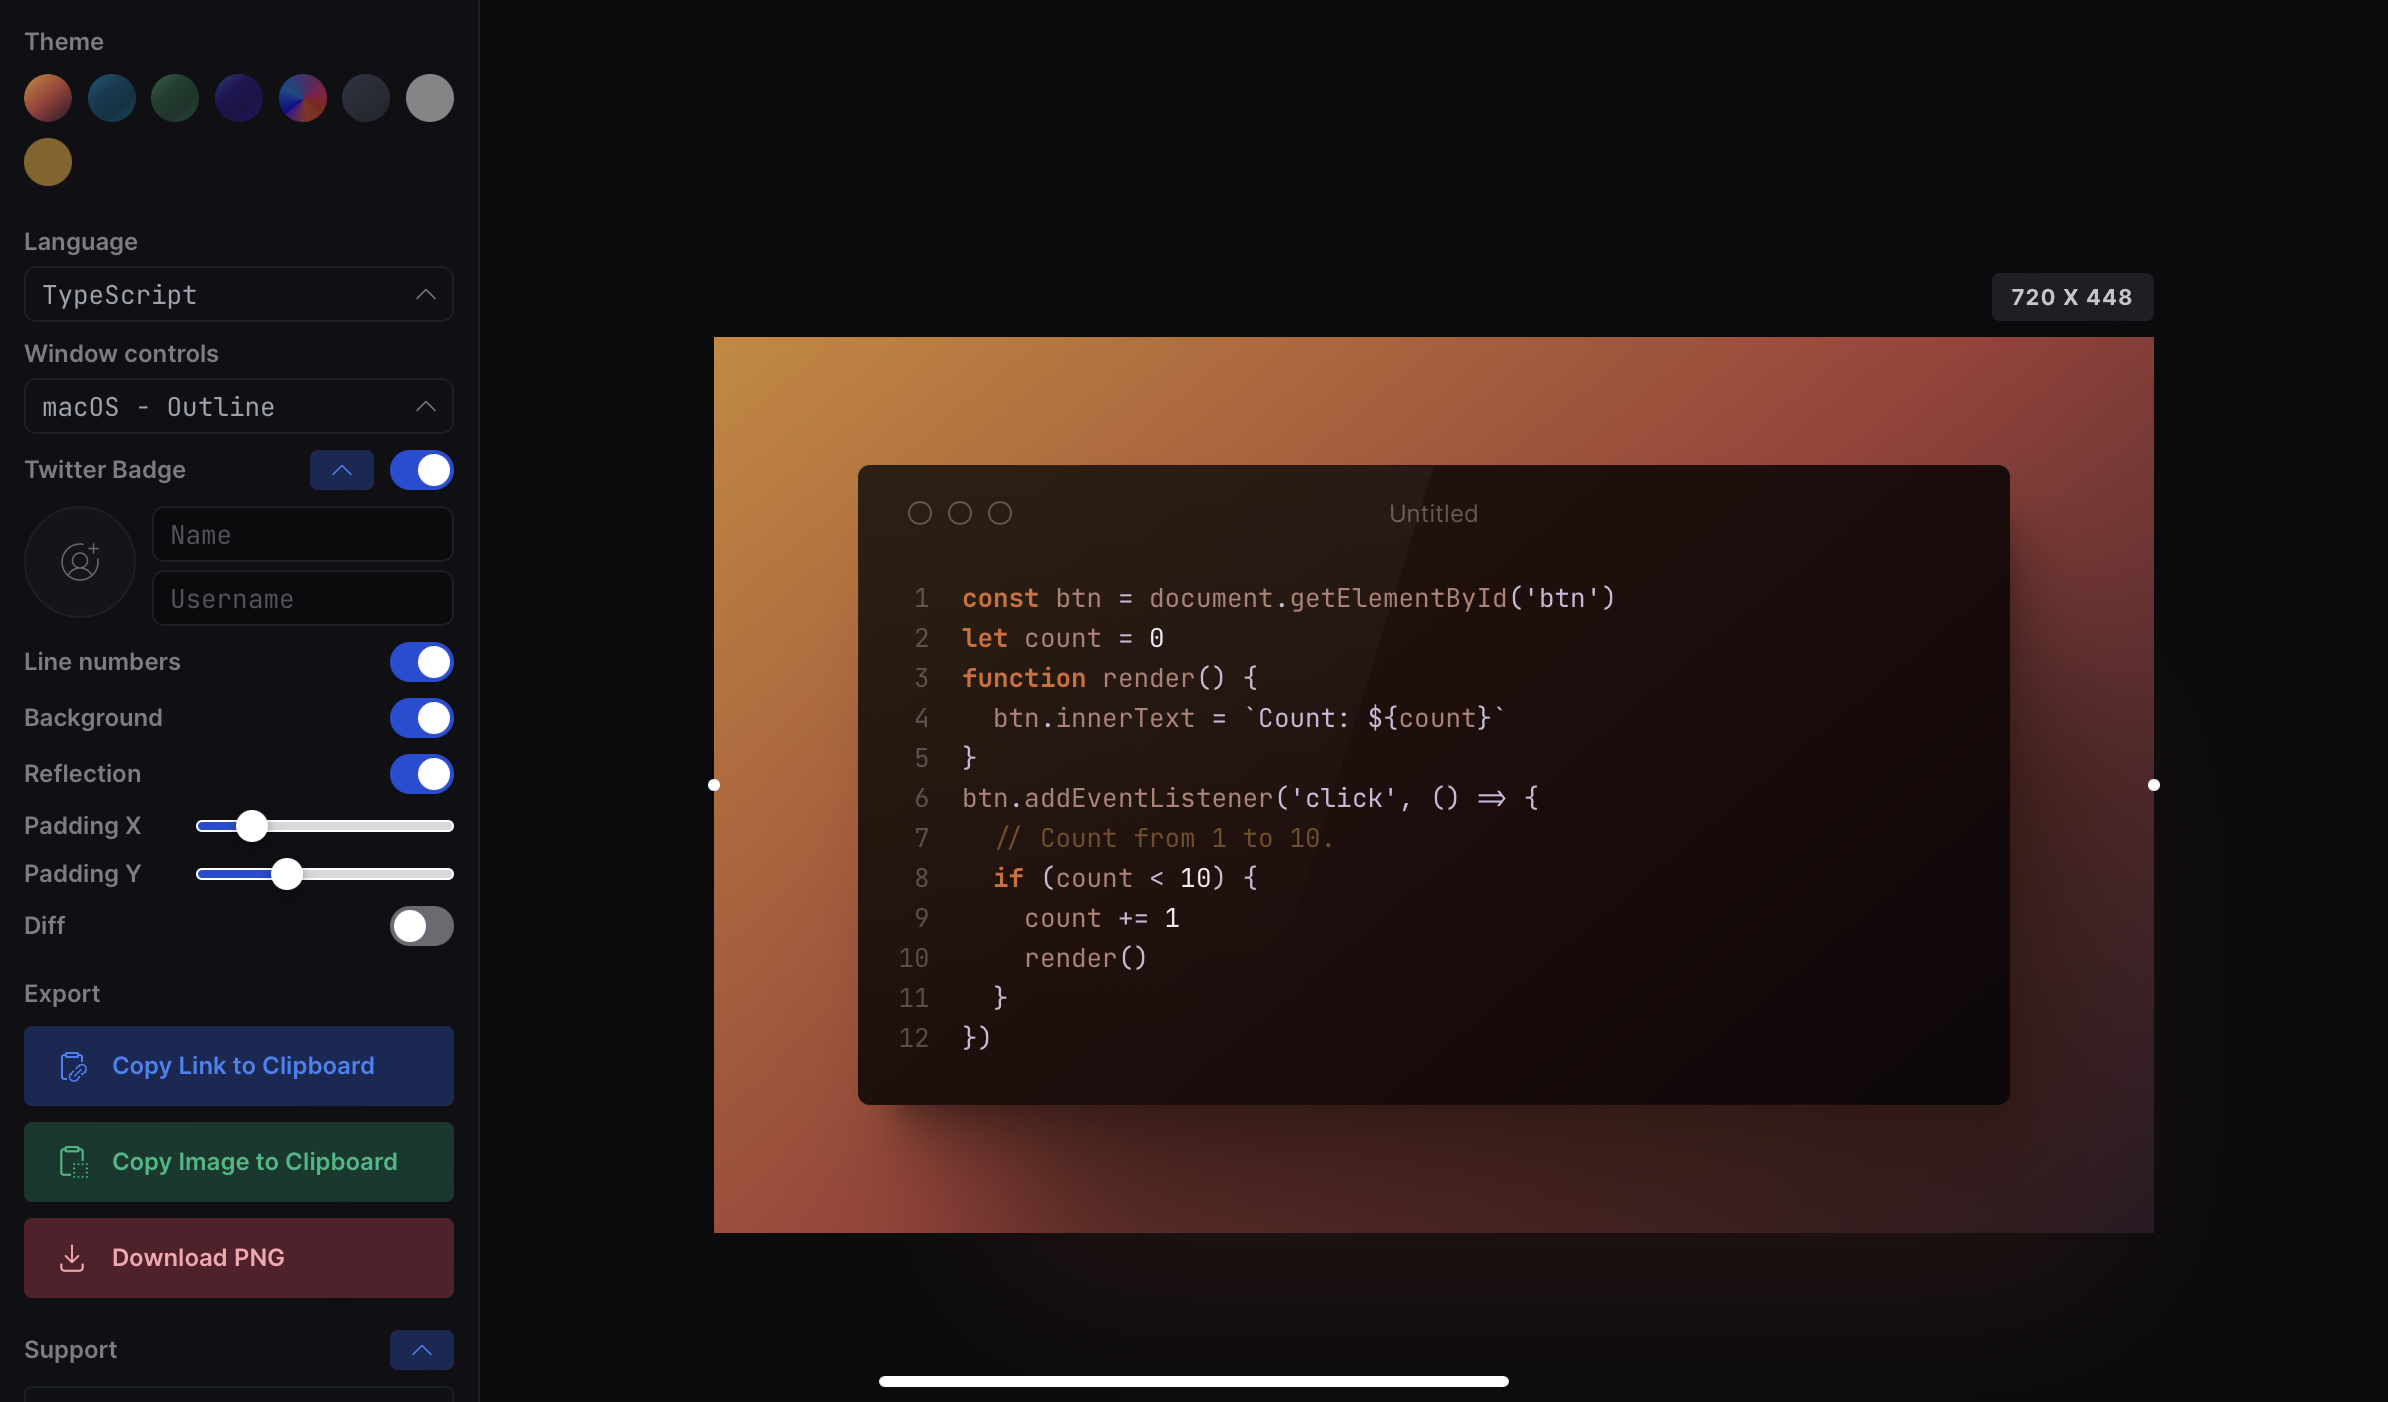 Theme
Language
TypeScript
Window controls
macOS - Outline
Twitter Badge
Name
Username
Line numbers
Background
Reflection
Padding X
Padding Y
Diff
Export
Copy Link to Clipboard
Copy Image to Clipboard
Download PNG
Support
720 X 448
Untitled
1 const btn = document.getElementById('btn')
2 let count = 0
3 function render() {
4   btn.innerText = `Count: ${count}`
5 }
6 btn.addEventListener('click', () => {
7   // Count from 1 to 10.
8   if (count < 10) {
9     count += 1
10     render()
11   }
12 })